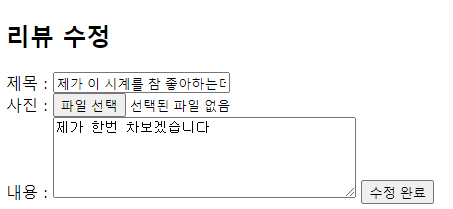 리뷰 수정
제목 : 제가 이 시계를 참 좋아하는
사진 : 파일 선택 선택된 파일 없음
제가 한번 차보겠습니다
내용 : 수정 완료